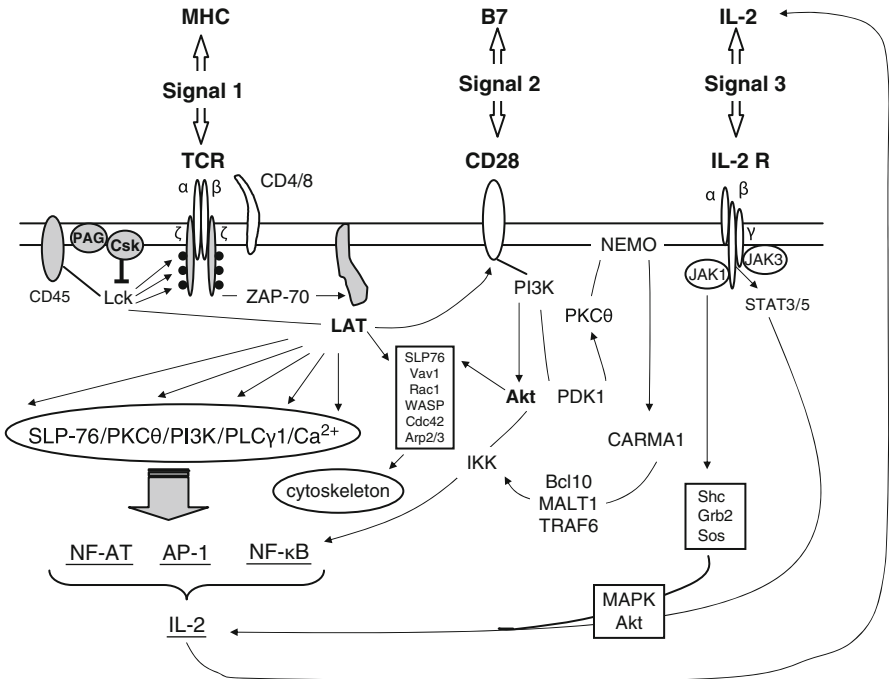 MHC
B7
IL-2
Signal 1
Signal 2
Signal 3
TCR
CD28
IL-2 R
α
β
CD4/8
α
β
ζ
ζ
γ
PAG
Csk
NEMO
JAK1
JAK3
CD45
Lck
ZAP-70
PI3K
STAT3/5
PKCθ
LAT
SLP76
Vav1
Rac1
WASP
Cdc42
Arp2/3
Akt
PDK1
SLP-76/PKCθ/PI3K/PLCγ1/Ca²⁺
CARMA1
IKK
cytoskeleton
Bcl10
MALT1
TRAF6
Shc
Grb2
Sos
NF-AT
AP-1
NF-κB
MAPK
Akt
IL-2